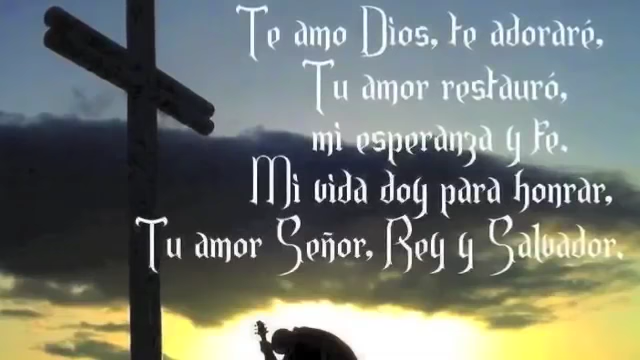 Te amo Dios, te adoraré,
Tu amor restauró,
mi esperanza y fe.
Mi vida doy para honrar,
Tu amor Señor, Rey y Salvador.